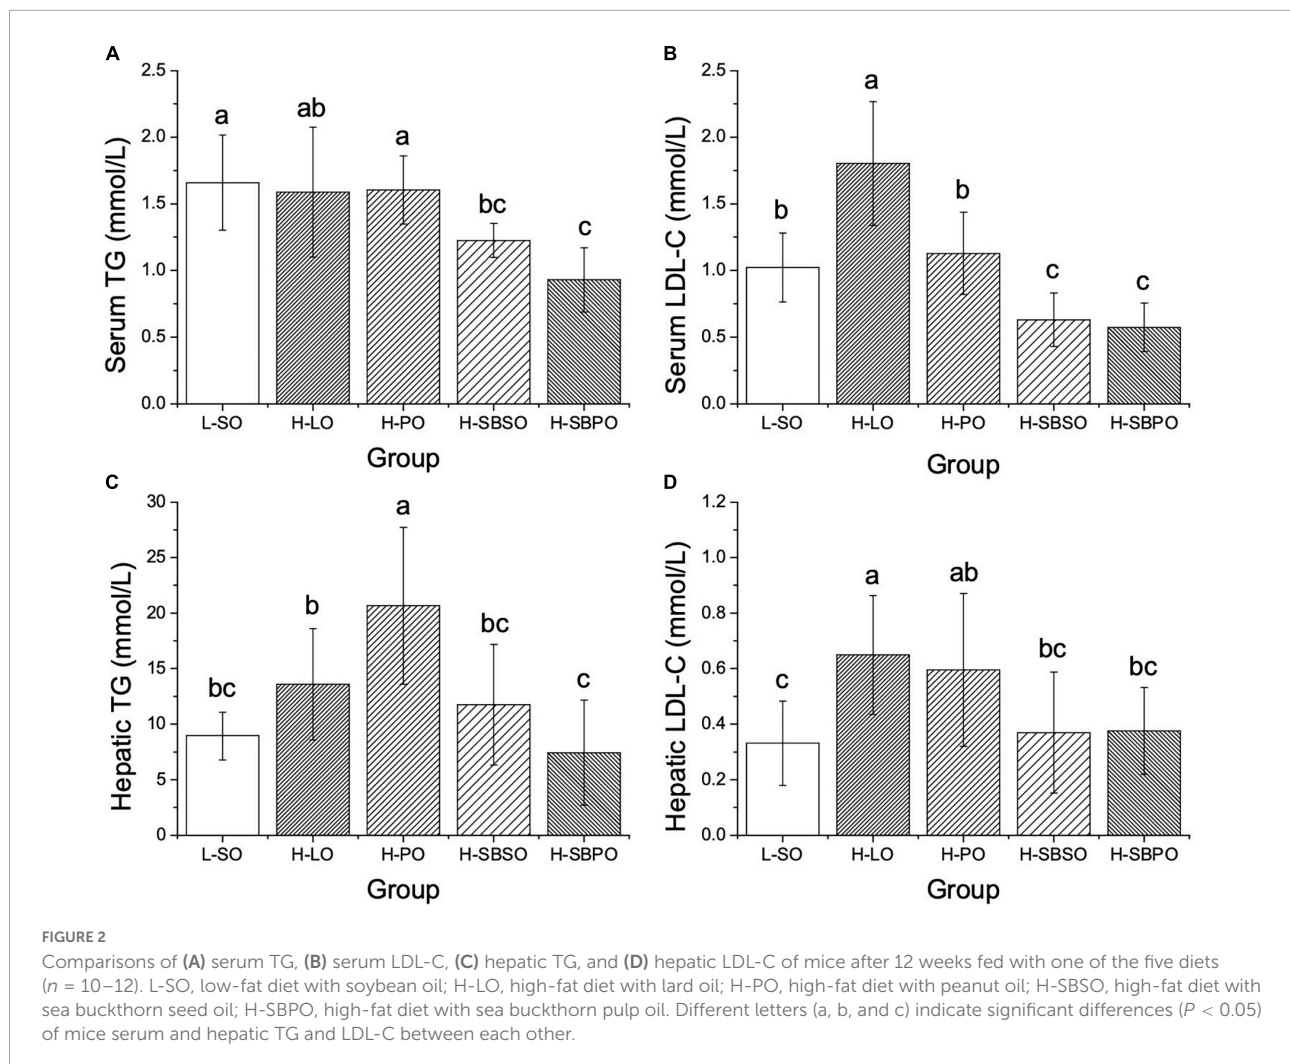 A
2.5
2.0
1.5
1.0
0.5
0.0
Serum TG (mmol/L)
a
ab
a
bc
c
L-SO H-LO H-PO H-SBSO H-SBPO
Group
B
2.5
2.0
1.5
1.0
0.5
0.0
Serum LDL-C (mmol/L)
b
a
b
c
c
L-SO H-LO H-PO H-SBSO H-SBPO
Group
C
30
25
20
15
10
5
0
Hepatic TG (mmol/L)
bc
b
a
bc
c
L-SO H-LO H-PO H-SBSO H-SBPO
Group
D
1.2
1.0
0.8
0.6
0.4
0.2
0.0
Hepatic LDL-C (mmol/L)
c
a
ab
bc
bc
L-SO H-LO H-PO H-SBSO H-SBPO
Group
FIGURE 2
Comparisons of (A) serum TG, (B) serum LDL-C, (C) hepatic TG, and (D) hepatic LDL-C of mice after 12 weeks fed with one of the five diets
(n = 10–12). L-SO, low-fat diet with soybean oil; H-LO, high-fat diet with lard oil; H-PO, high-fat diet with peanut oil; H-SBSO, high-fat diet with
sea buckthorn seed oil; H-SBPO, high-fat diet with sea buckthorn pulp oil. Different letters (a, b, and c) indicate significant differences (P < 0.05)
of mice serum and hepatic TG and LDL-C between each other.